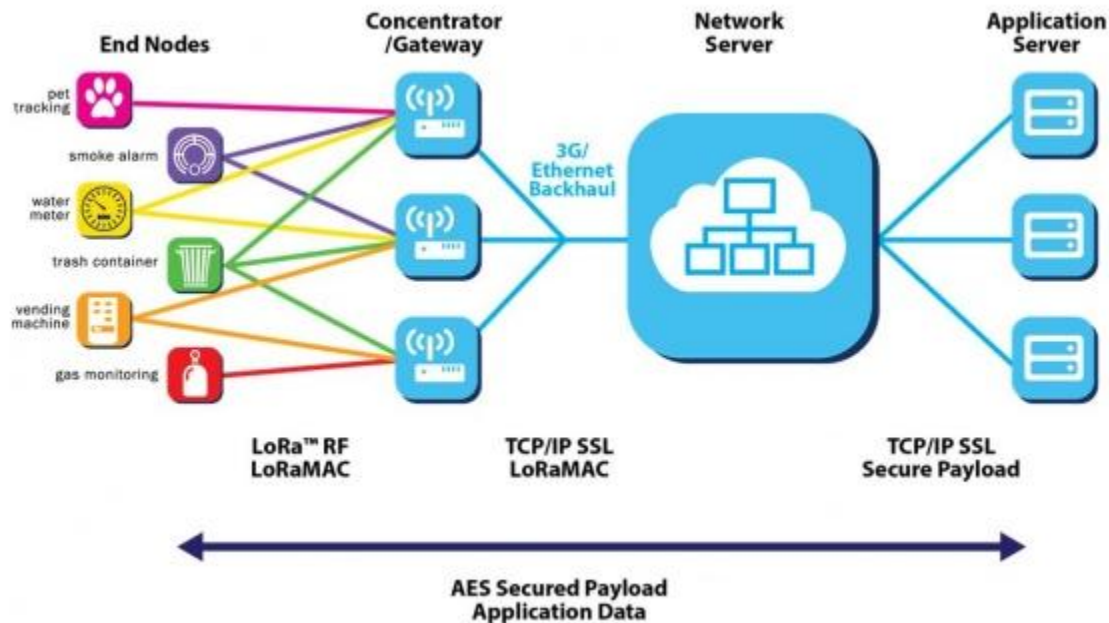 End Nodes
Concentrator
/Gateway
Network
Server
Application
Server
pet
tracking
smoke alarm
water
meter
trash container
vending
machine
gas monitoring
3G/
Ethernet
Backhaul
LoRa™ RF
LoRaMAC
TCP/IP SSL
LoRaMAC
TCP/IP SSL
Secure Payload
AES Secured Payload
Application Data